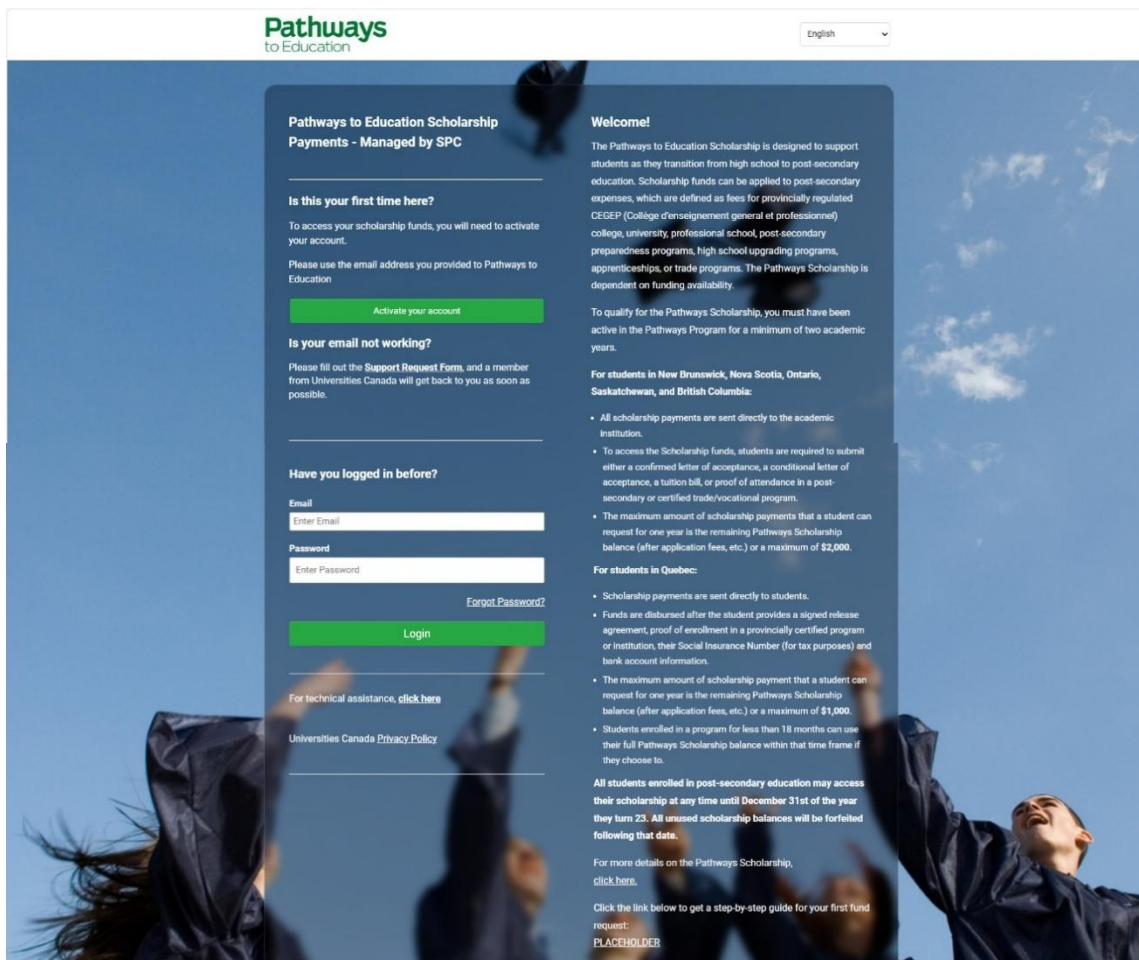 Pathways
to Education
English
Pathways to Education Scholarship
Payments - Managed by SPC
Is this your first time here?
To access your scholarship funds, you will need to activate
your account.
Please use the email address you provided to Pathways to
Education
Activate your account
Is your email not working?
Please fill out the Support Request Form, and a member
from Universities Canada will get back to you as soon as
possible.
Have you logged in before?
Email
Enter Email
Password
Enter Password
Forgot Password?
Login
For technical assistance, click here
Universities Canada Privacy Policy
Welcome!
The Pathways to Education Scholarship is designed to support
students as they transition from high school to post-secondary
education. Scholarship funds can be applied to post-secondary
expenses, which are defined as fees for provincially regulated
CEGEP (Collège d'enseignement general et professionnel)
college, university, professional school, post-secondary
preparedness programs, high school upgrading programs,
apprenticeships, or trade programs. The Pathways Scholarship is
dependent on funding availability.
To qualify for the Pathways Scholarship, you must have been
active in the Pathways Program for a minimum of two academic
years.
For students in New Brunswick, Nova Scotia, Ontario,
Saskatchewan, and British Columbia:
• All scholarship payments are sent directly to the academic
institution.
• To access the Scholarship funds, students are required to submit
either a confirmed letter of acceptance, a conditional letter of
acceptance, a tuition bill, or proof of attendance in a post-
secondary or certified trade/vocational program.
• The maximum amount of scholarship payments that a student can
request for one year is the remaining Pathways Scholarship
balance (after application fees, etc.) or a maximum of $2,000.
For students in Quebec:
• Scholarship payments are sent directly to students.
• Funds are disbursed after the student provides a signed release
agreement, proof of enrollment in a provincially certified program
or institution, their Social Insurance Number (for tax purposes) and
bank account information.
• The maximum amount of scholarship payment that a student can
request for one year is the remaining Pathways Scholarship
balance (after application fees, etc.) or a maximum of $1,000.
• Students enrolled in a program for less than 18 months can use
their full Pathways Scholarship balance within that time frame if
they choose to.
All students enrolled in post-secondary education may access
their scholarship at any time until December 31st of the year
they turn 23. All unused scholarship balances will be forfeited
following that date.
For more details on the Pathways Scholarship,
click here.
Click the link below to get a step-by-step guide for your first fund
request:
PLACEHOLDER